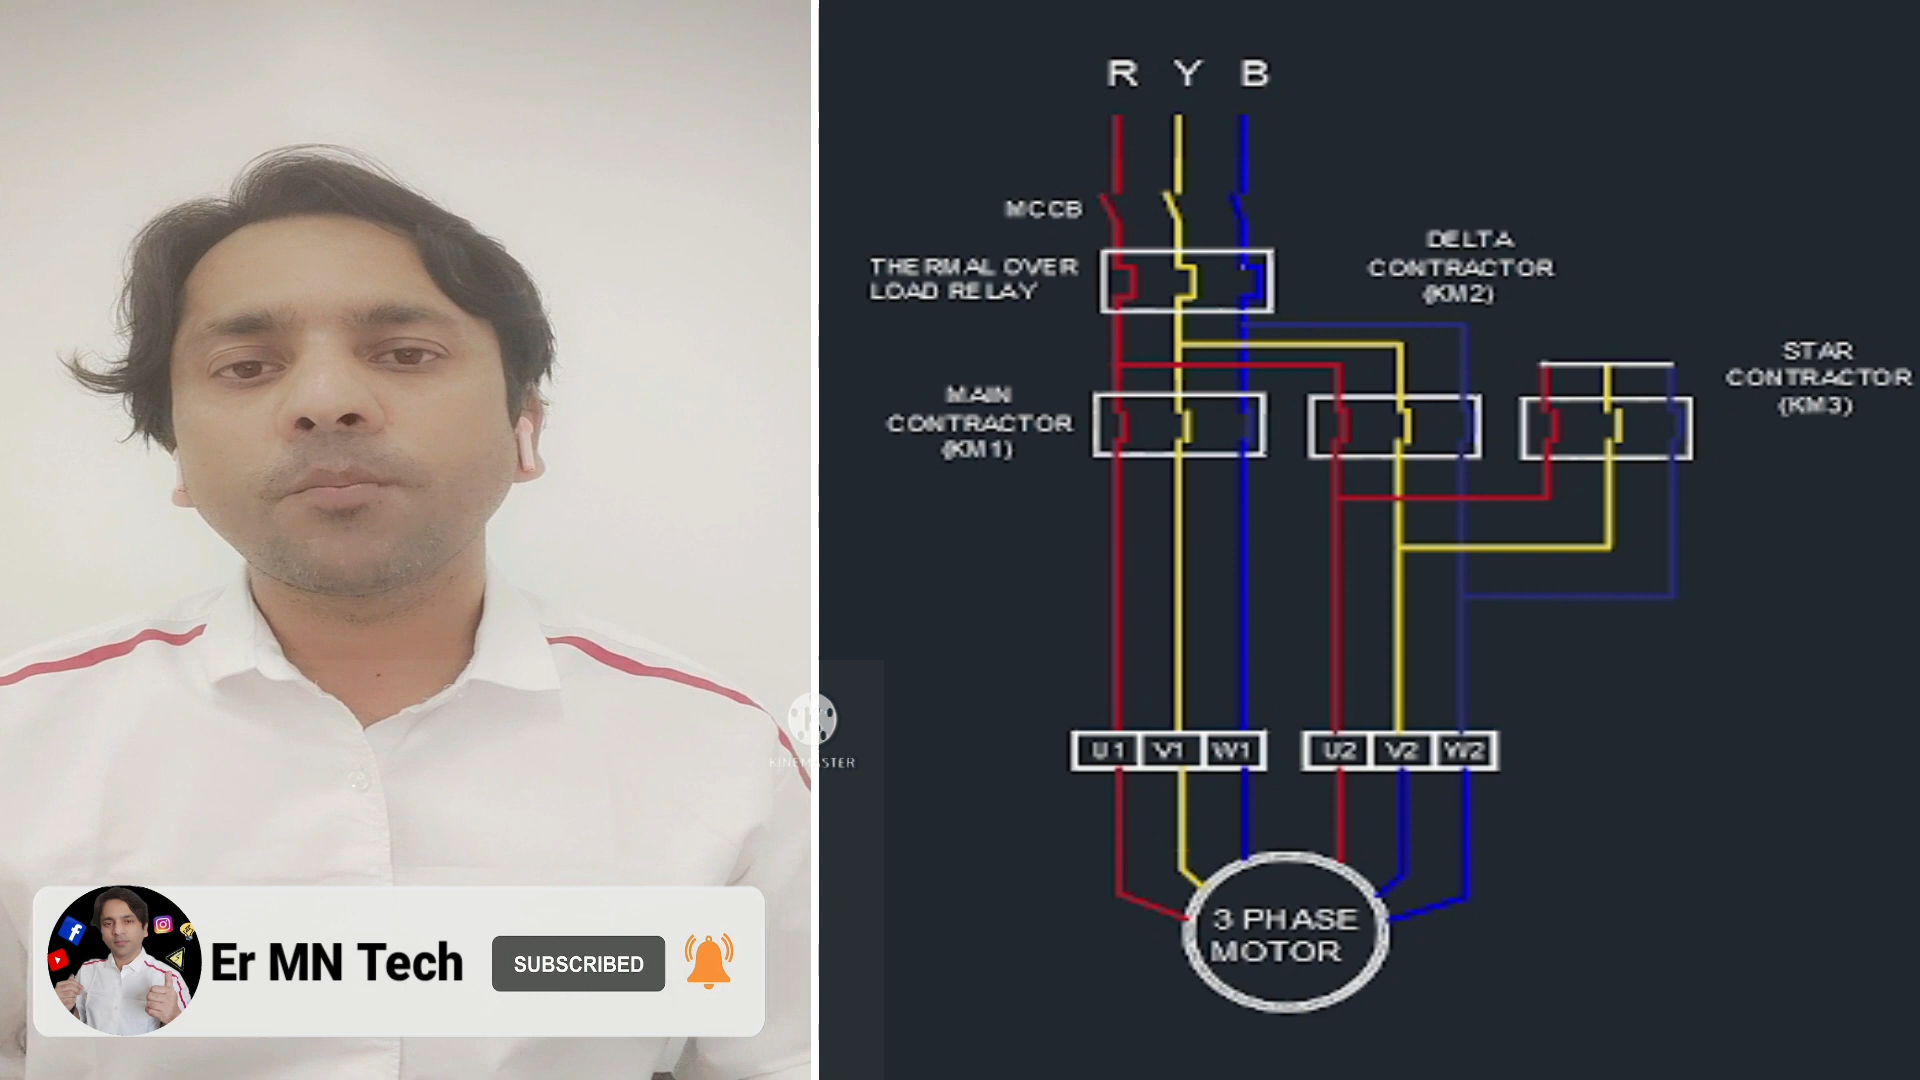 R Y B
MCCB
THERMAL OVER
LOAD RELAY
DELTA
CONTRACTOR
(KM2)
STAR
CONTRACTOR
(KM3)
MAIN
CONTRACTOR
(KM1)
U1 V1 W1 U2 V2 W2
KINEMASTER
3 PHASE
MOTOR
Er MN Tech
SUBSCRIBED